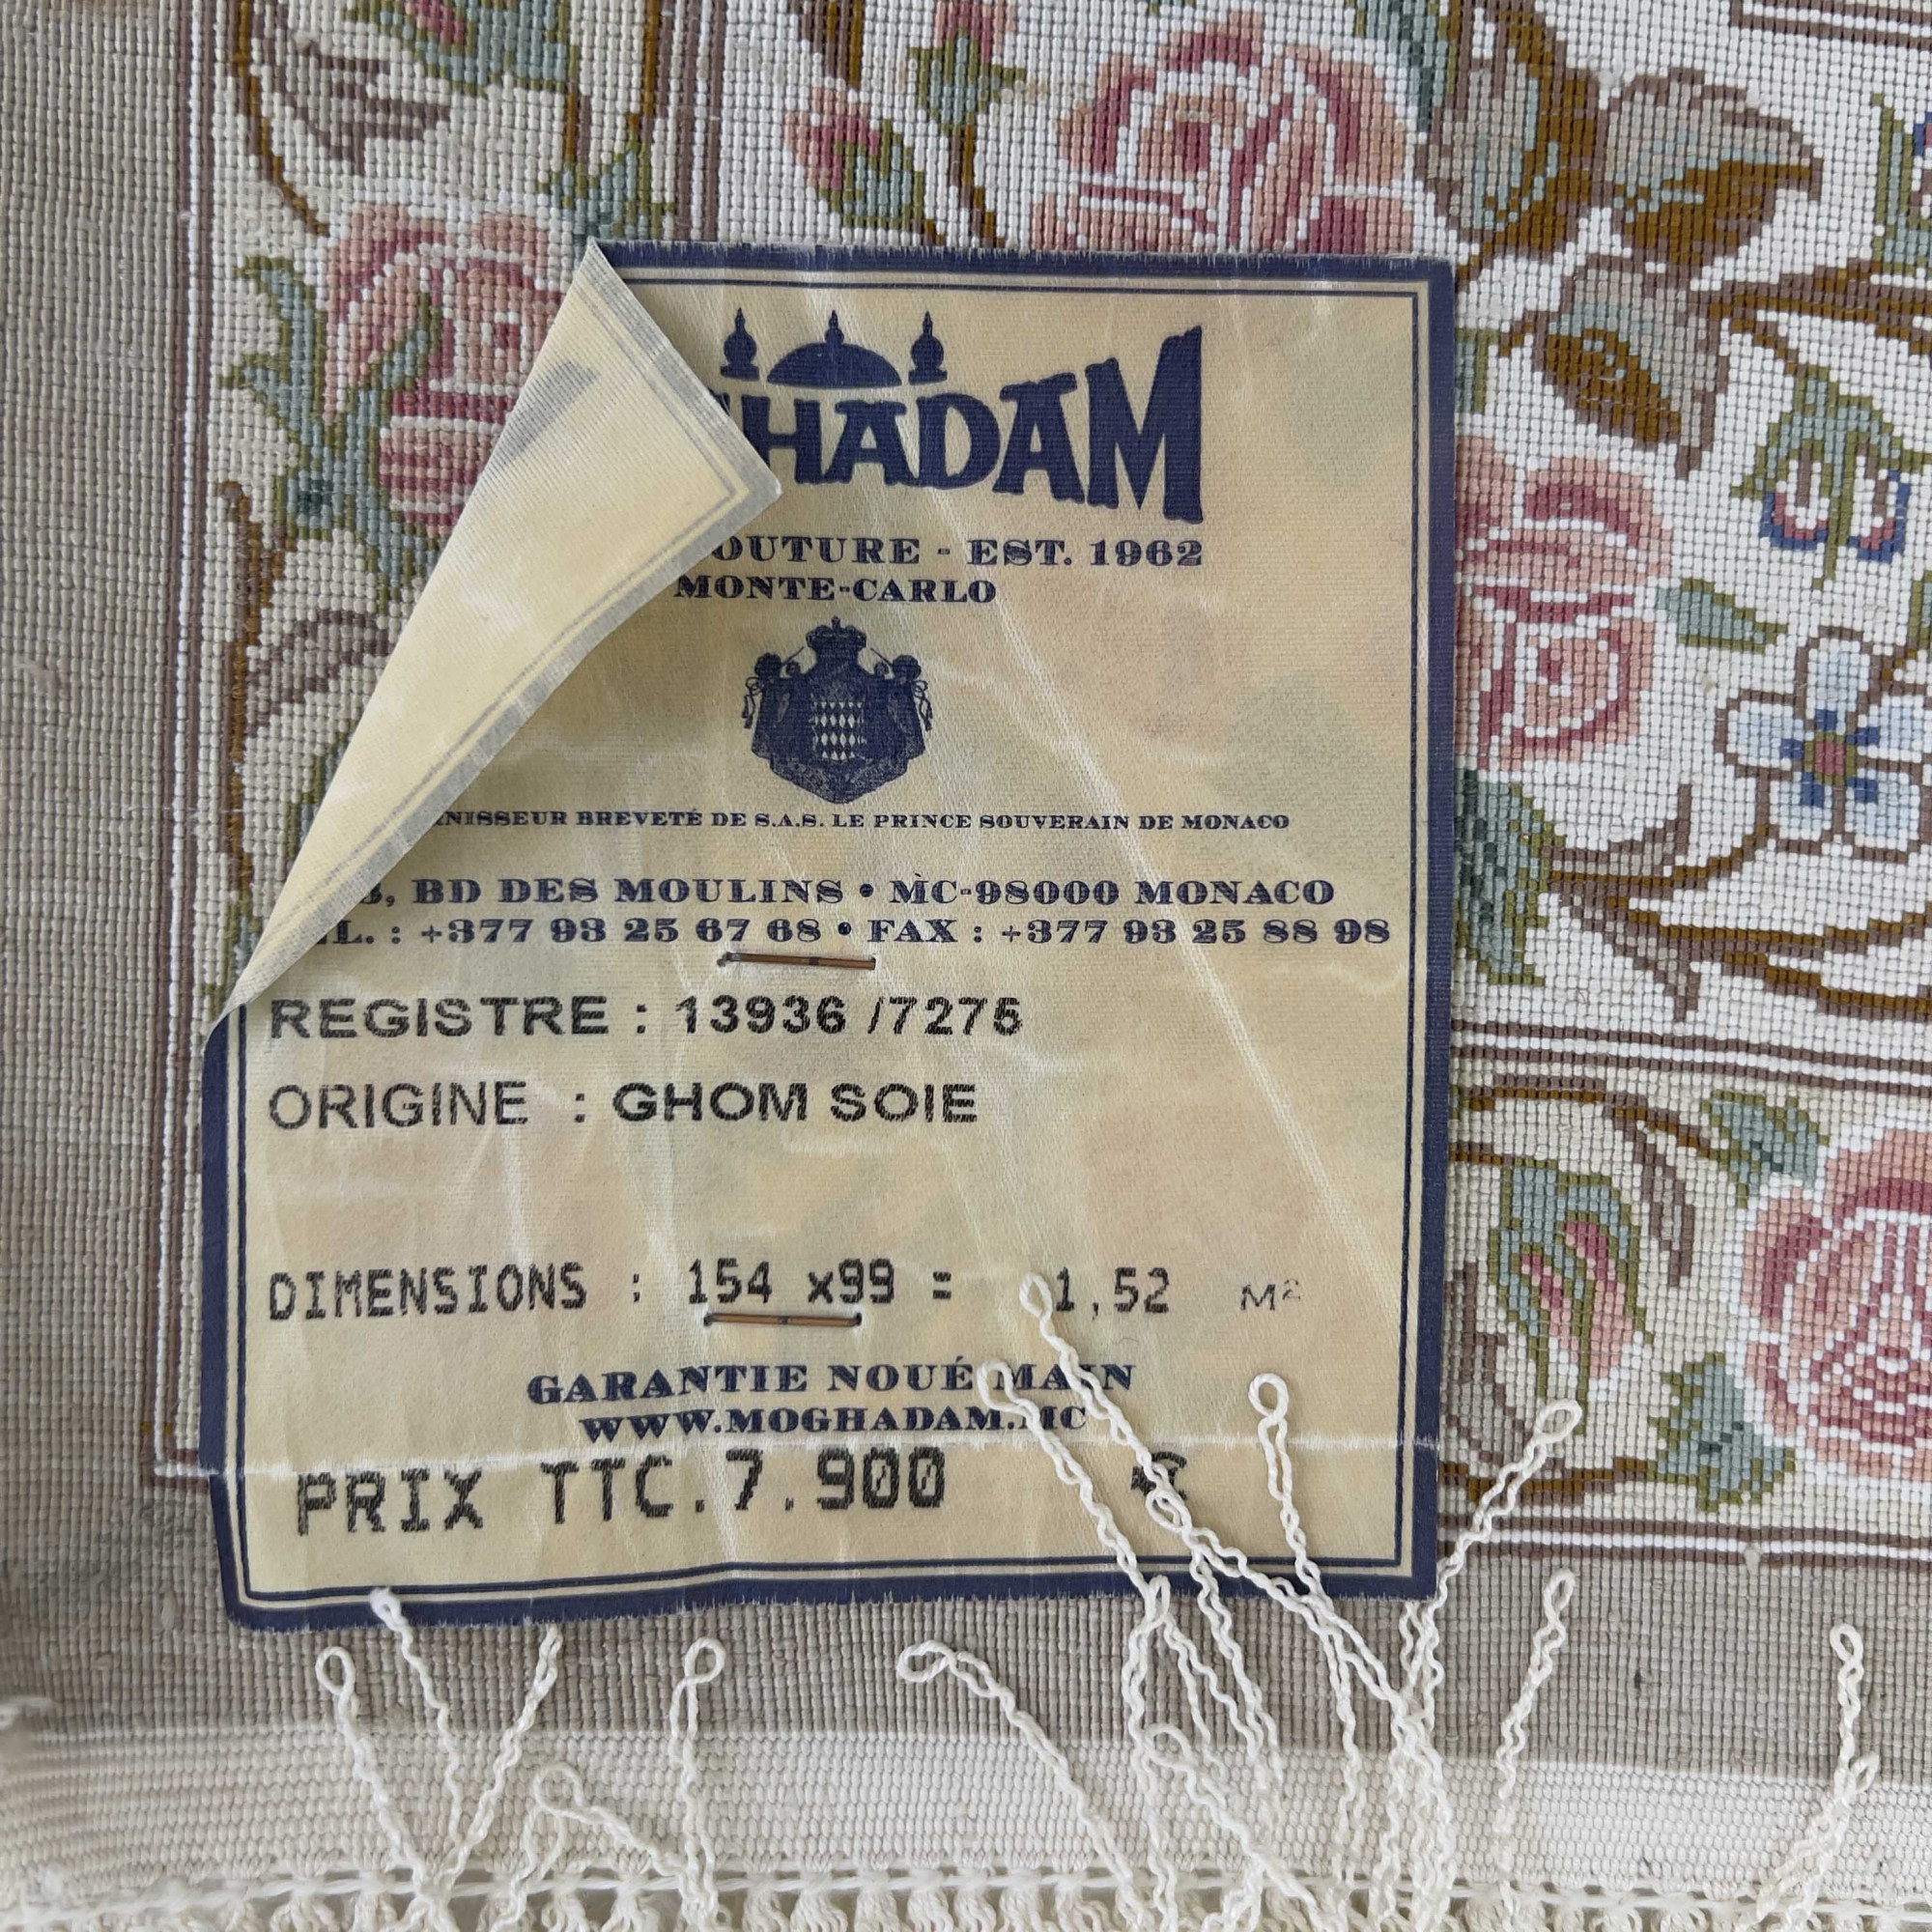 HADAM
OUTURE - EST. 1962
MONTE-CARLO
NISSEUR BREVETÉ DE S.A.S. LE PRINCE SOUVERAIN DE MONACO
, BD DES MOULINS • MC-98000 MONACO
L. : +377 93 25 67 68 • FAX : +377 93 25 88 98
REGISTRE : 13936 /7275
ORIGINE : GHOM SOIE
DIMENSIONS : 154 x99 = 1,52 M²
GARANTIE NOUÉ MAIN
WWW.MOGHADAM.MC
PRIX TTC.7.900 €